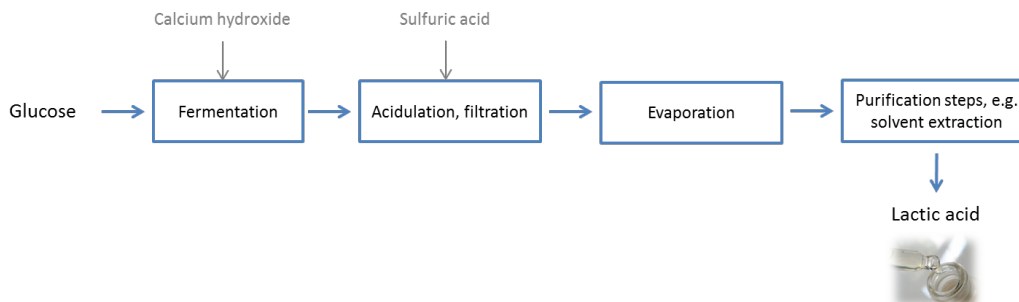 Calcium hydroxide
Sulfuric acid
Glucose
Fermentation
Acidulation, filtration
Evaporation
Purification steps, e.g.
solvent extraction
Lactic acid